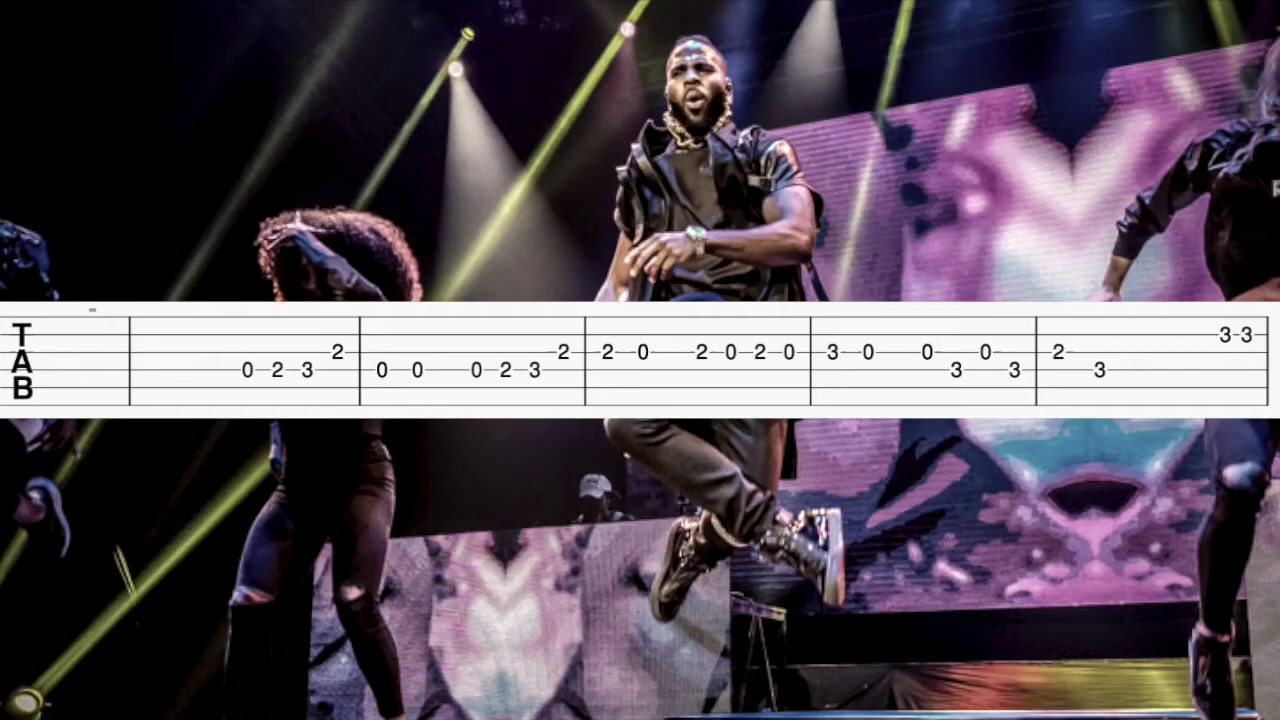 T
A
B
3 3
2 2 2 0 2 0 2 0 3 0 0 0 2
0 2 3 0 0 0 2 3 3 3 3